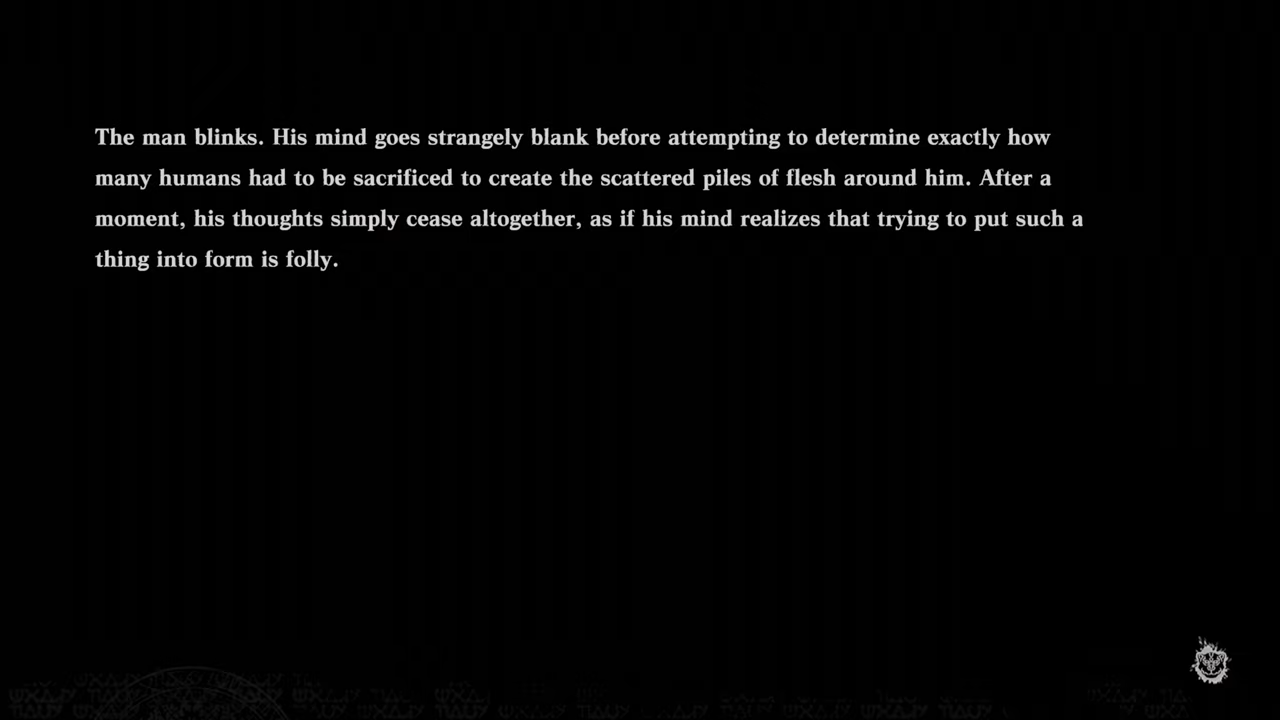 The man blinks. His mind goes strangely blank before attempting to determine exactly how
many humans had to be sacrificed to create the scattered piles of flesh around him. After a
moment, his thoughts simply cease altogether, as if his mind realizes that trying to put such a
thing into form is folly.